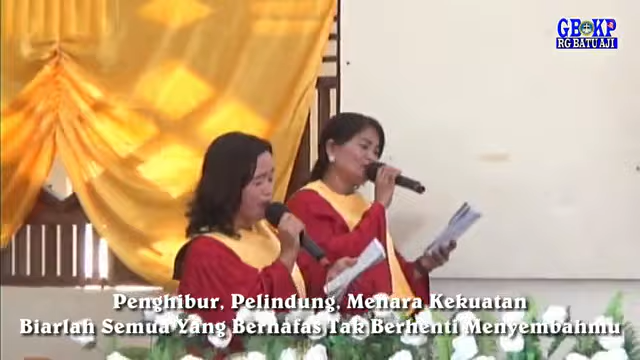 GBKP
RG BATU AJI
Penghibur, Pelindung, Menara Kekuatan
Biarlah Semua Yang Bernafas Tak Berhenti Menyembahmu